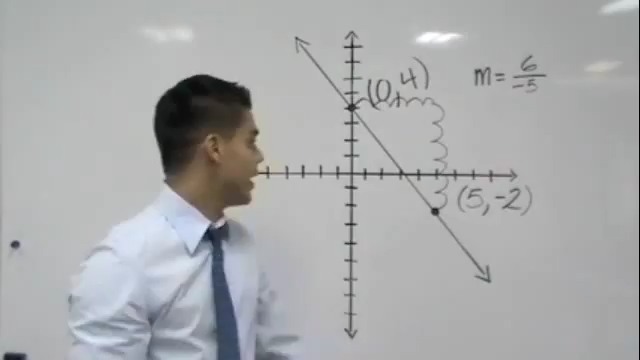 (0, 4)
m = 6/-5
(5, -2)